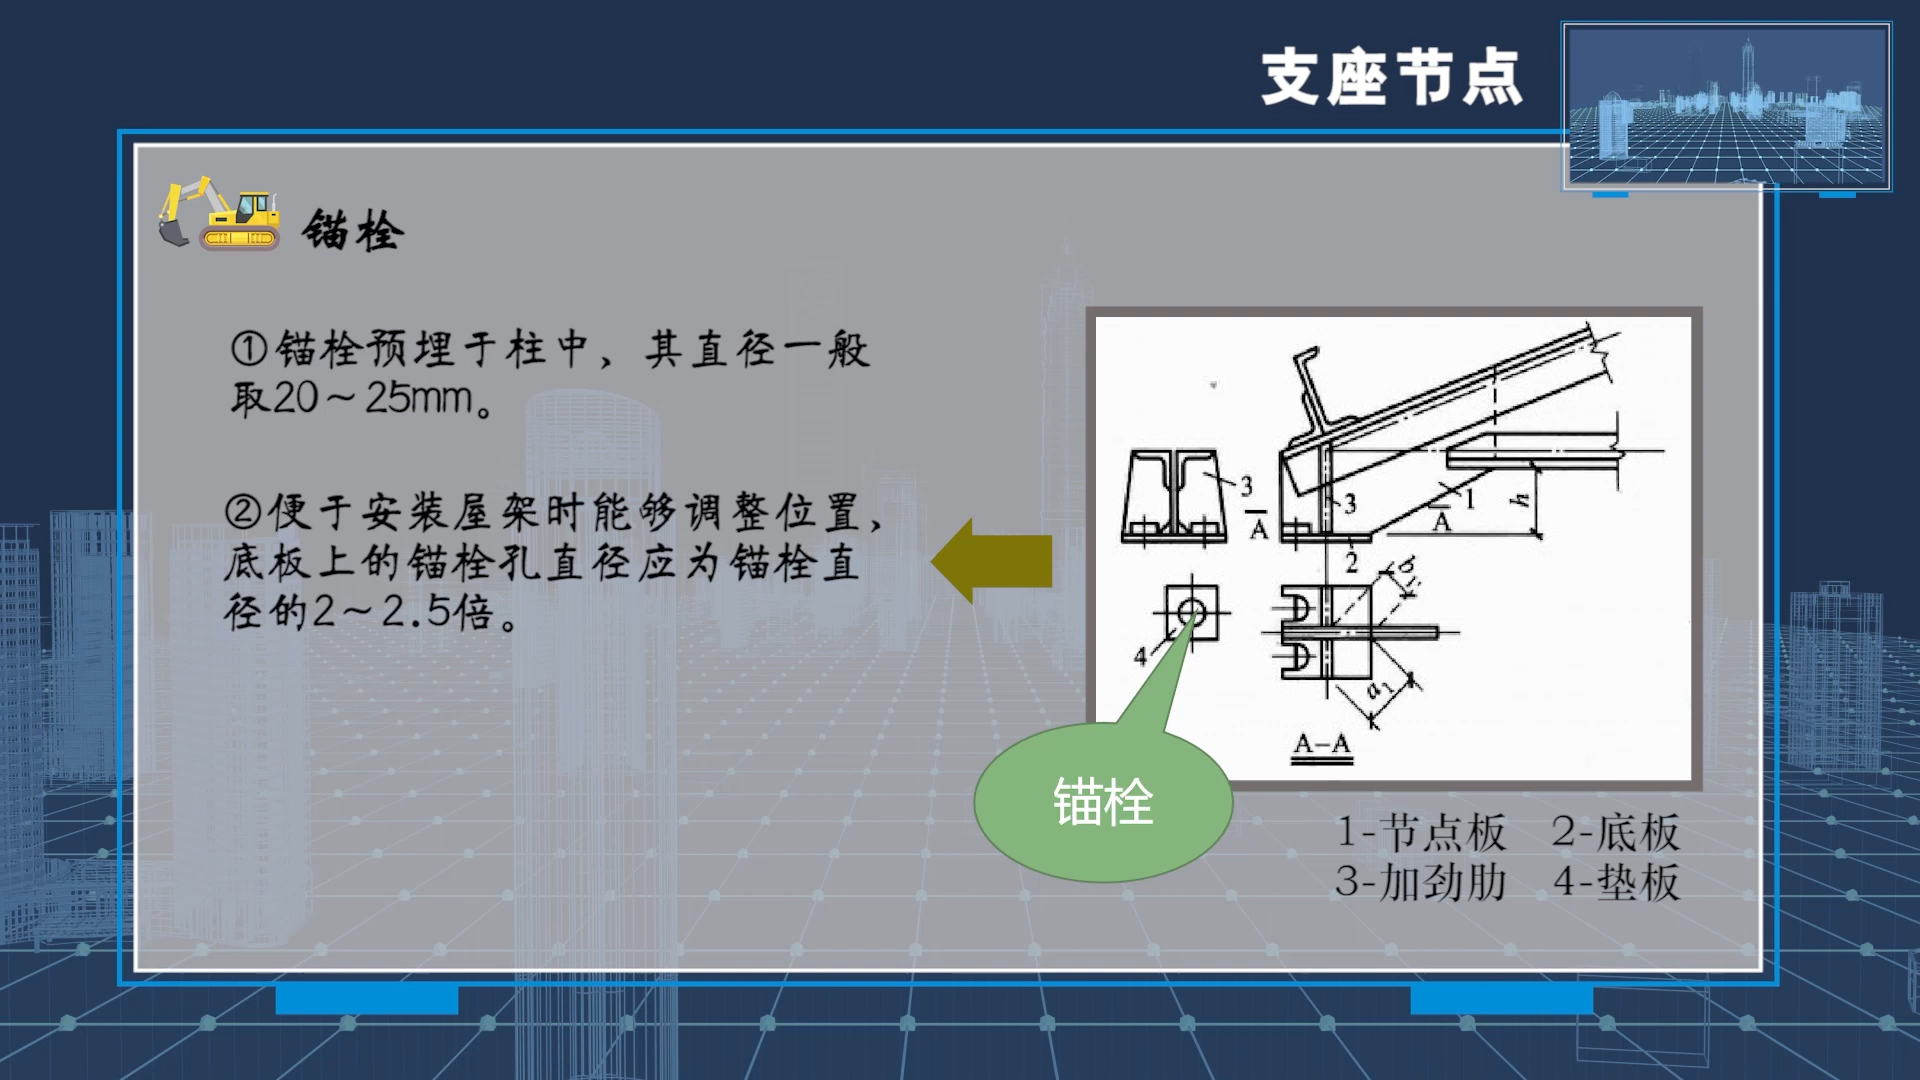 支座节点
锚栓
①锚栓预埋于柱中，其直径一般
取20～25mm。
②便于安装屋架时能够调整位置，
底板上的锚栓孔直径应为锚栓直
径的2～2.5倍。
3
A
3
1
A
h
2
4
a₁
A-A
锚栓
1-节点板 2-底板
3-加劲肋 4-垫板